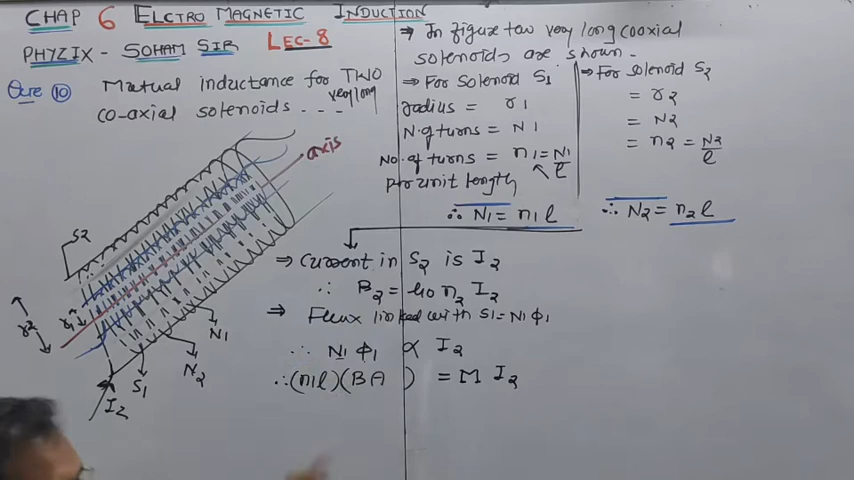 CHAP 6 ELCTRO MAGNETIC INDUCTION
PHYZIX - SOHAM SIR LEC-8
Que 10 Mutual inductance for TWO
very long
co-axial solenoids ...
axis
S2
r2
r1
N1
N2
S1
I2
⇒ In figure tow very long coaxial
solenoids are shown.
⇒ For Solenoid S1
radius = r1
N.of turns = N1
No.of turns = n1 = N1/l
per unit length
∴ N1 = n1 l
⇒ For solenoid S2
= r2
= N2
= n2 = N2/l
∴ N2 = n2 l
⇒ Current in S2 is I2
∴ B2 = μ0 n2 I2
⇒ Flux linked with S1 = N1 ϕ1
∴ N1 ϕ1 ∝ I2
∴ (n1l)(BA ) = M I2